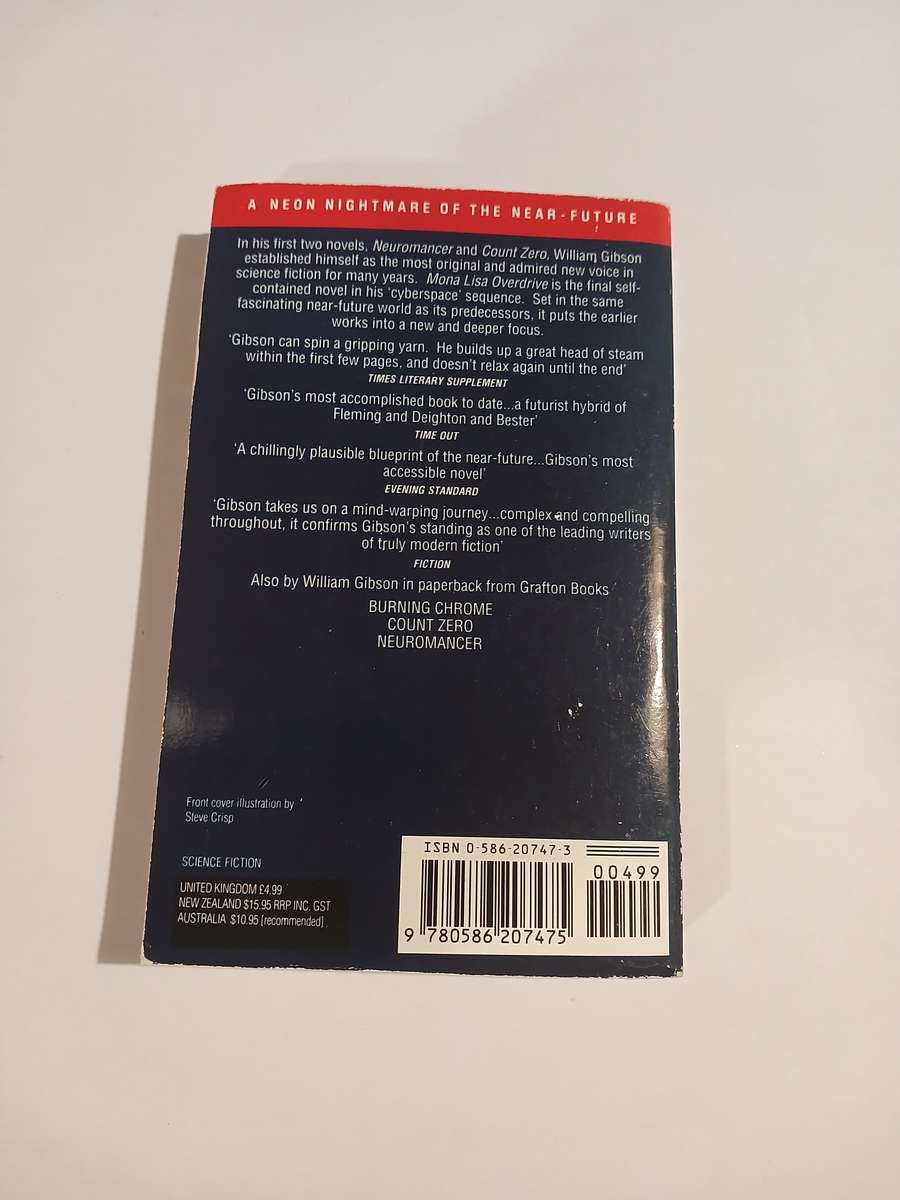 A NEON NIGHTMARE OF THE NEAR-FUTURE
In his first two novels, Neuromancer and Count Zero, William Gibson
established himself as the most original and admired new voice in
science fiction for many years. Mona Lisa Overdrive is the final self-
contained novel in his 'cyberspace' sequence. Set in the same
fascinating near-future world as its predecessors, it puts the earlier
works into a new and deeper focus.
'Gibson can spin a gripping yarn. He builds up a great head of steam
within the first few pages, and doesn't relax again until the end'
TIMES LITERARY SUPPLEMENT
'Gibson's most accomplished book to date...a futurist hybrid of
Fleming and Deighton and Bester'
TIME OUT
'A chillingly plausible blueprint of the near-future...Gibson's most
accessible novel'
EVENING STANDARD
'Gibson takes us on a mind-warping journey...complex and compelling
throughout, it confirms Gibson's standing as one of the leading writers
of truly modern fiction'
FICTION
Also by William Gibson in paperback from Grafton Books
BURNING CHROME
COUNT ZERO
NEUROMANCER
Front cover illustration by
Steve Crisp
SCIENCE FICTION
UNITED KINGDOM £4.99
NEW ZEALAND $15.95 RRP INC. GST
AUSTRALIA $10.95 [recommended]
ISBN 0-586-20747-3
00499
9 780586 207475